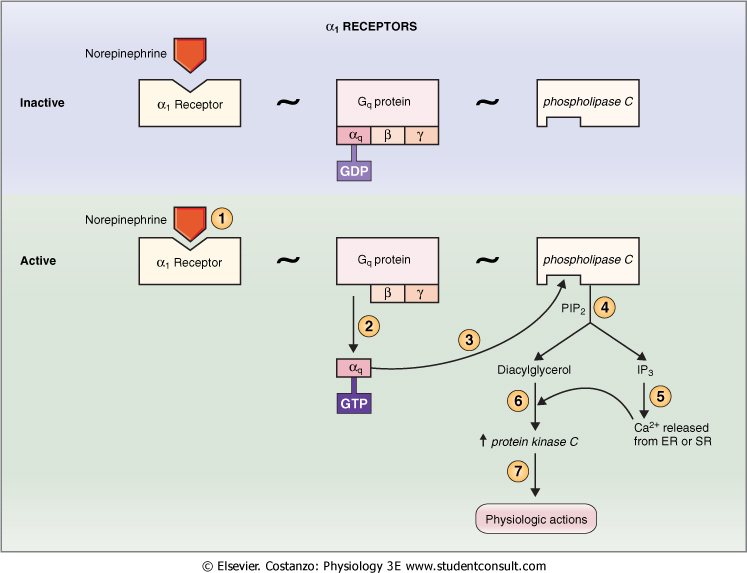 α₁ RECEPTORS
Norepinephrine
Inactive
α₁ Receptor
~
Gq protein
~
phospholipase C
αq β γ
GDP
Norepinephrine
1
Active
α₁ Receptor
~
Gq protein
~
phospholipase C
β γ
2
3
PIP₂
4
αq
GTP
Diacylglycerol
IP₃
6
5
Ca²⁺ released
from ER or SR
↑ protein kinase C
7
Physiologic actions
© Elsevier. Costanzo: Physiology 3E www.studentconsult.com